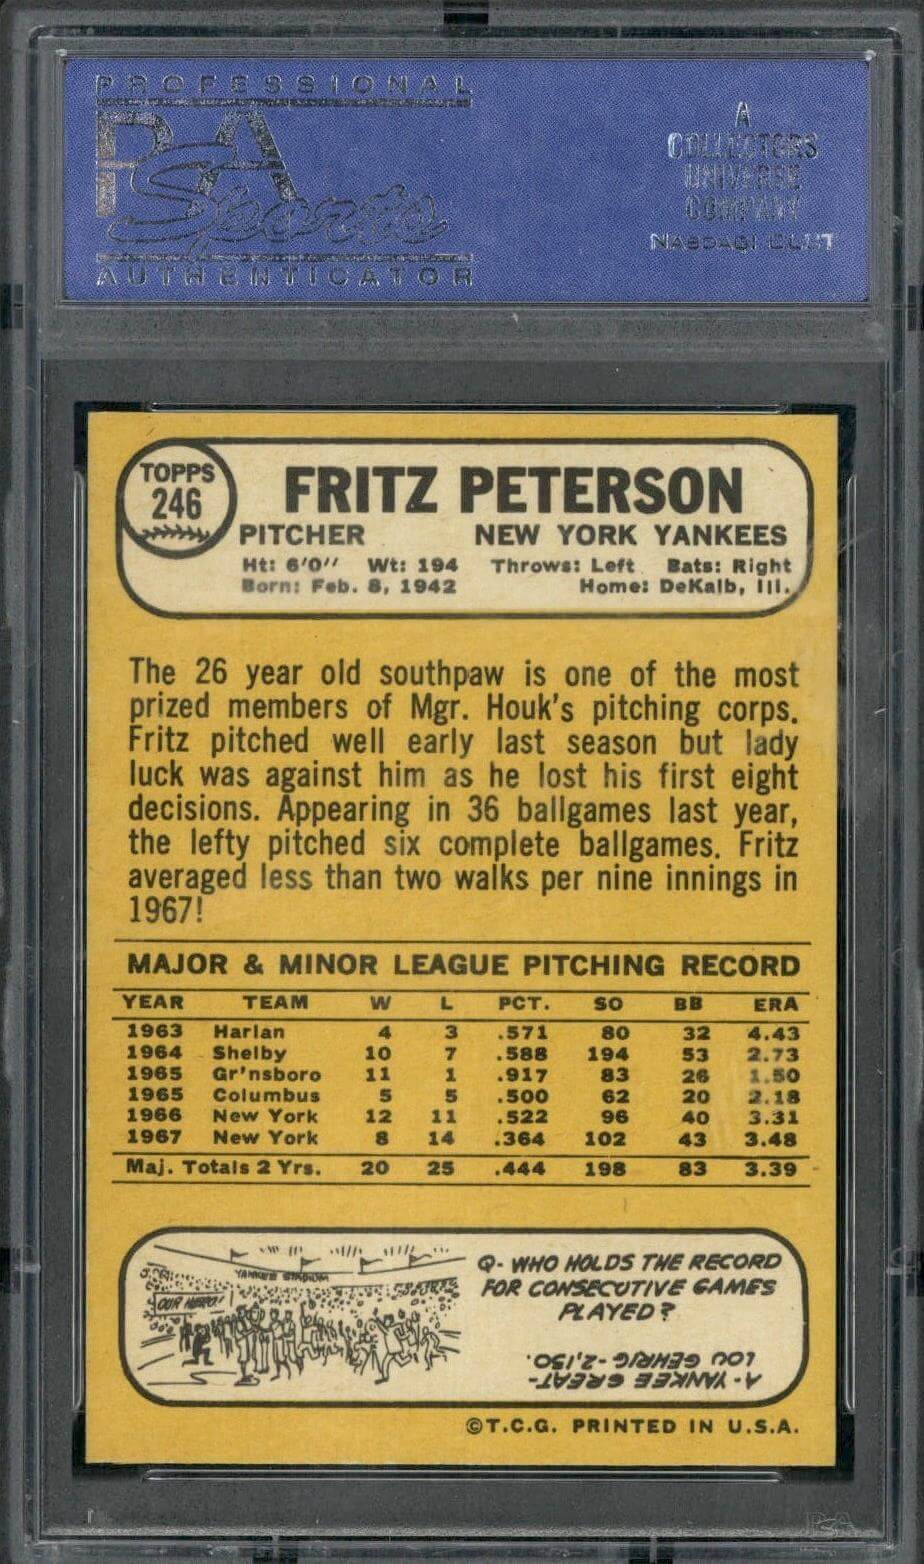 PROFESSIONAL
PSA
Sports
AUTHENTICATOR
A
COLLECTORS
UNIVERSE
COMPANY
NASDAQ: CLCT
TOPPS
246
FRITZ PETERSON
PITCHER NEW YORK YANKEES
Ht: 6'0'' Wt: 194 Throws: Left Bats: Right
Born: Feb. 8, 1942 Home: DeKalb, Ill.
The 26 year old southpaw is one of the most
prized members of Mgr. Houk's pitching corps.
Fritz pitched well early last season but lady
luck was against him as he lost his first eight
decisions. Appearing in 36 ballgames last year,
the lefty pitched six complete ballgames. Fritz
averaged less than two walks per nine innings in
1967!
MAJOR & MINOR LEAGUE PITCHING RECORD
YEAR TEAM W L PCT. SO BB ERA
1963 Harlan 4 3 .571 80 32 4.43
1964 Shelby 10 7 .588 194 53 2.73
1965 Gr'nsboro 11 1 .917 83 26 1.50
1965 Columbus 5 5 .500 62 20 2.18
1966 New York 12 11 .522 96 40 3.31
1967 New York 8 14 .364 102 43 3.48
Maj. Totals 2 Yrs. 20 25 .444 198 83 3.39
YANKEE STADIUM
OUR HERO!
Q- WHO HOLDS THE RECORD
FOR CONSECUTIVE GAMES
PLAYED?
A- YANKEE GREAT-
LOU GEHRIG -2,130.
©T.C.G. PRINTED IN U.S.A.
PSA